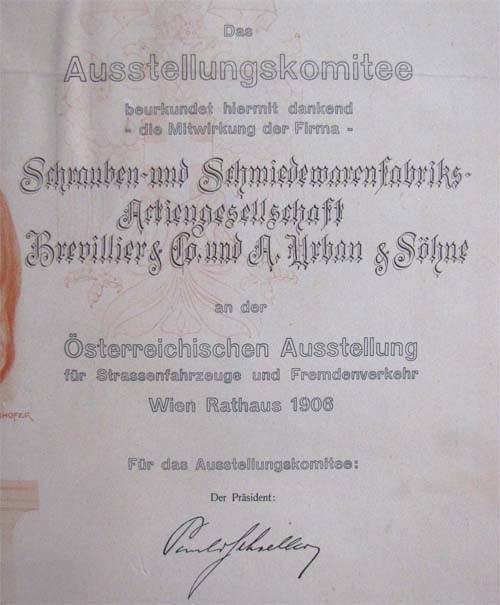 Das
Ausstellungskomitee
beurkundet hiermit dankend
- die Mitwirkung der Firma -
Schrauben- und Schmiedewarenfabriks-
Actiengesellschaft
Brevillier & Co. und A. Urban & Söhne
an der
Österreichischen Ausstellung
für Strassenfahrzeuge und Fremdenverkehr
Wien Rathaus 1906
HOFER
Für das Ausstellungskomitee:
Der Präsident: